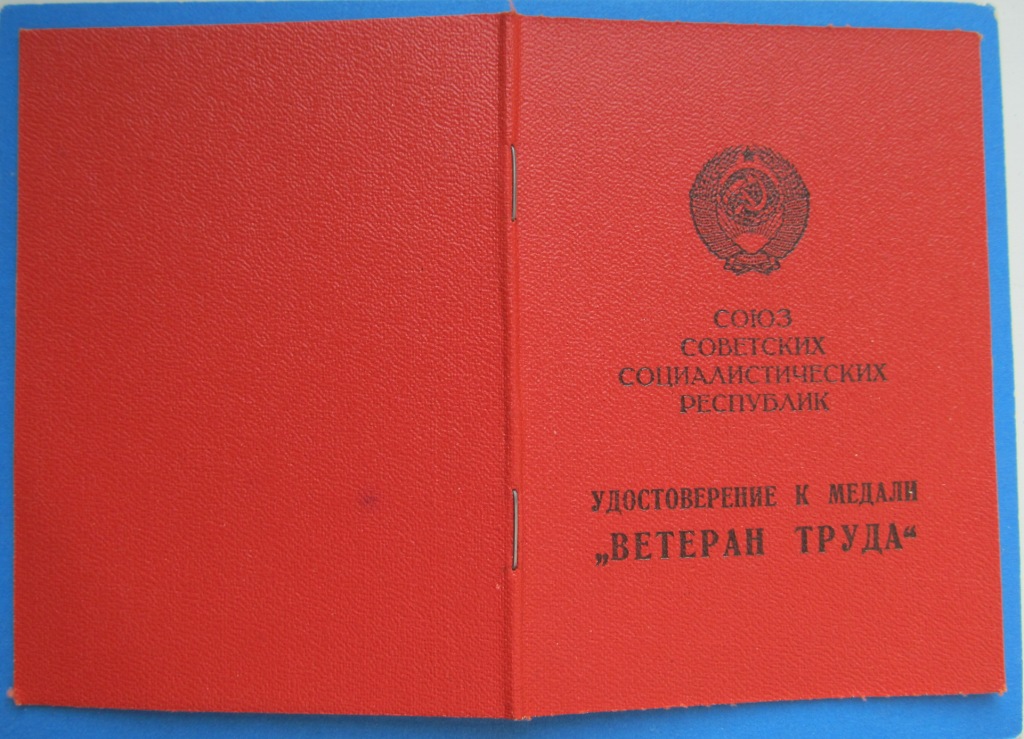 СОЮЗ
СОВЕТСКИХ
СОЦИАЛИСТИЧЕСКИХ
РЕСПУБЛИК
УДОСТОВЕРЕНИЕ К МЕДАЛИ
„ВЕТЕРАН ТРУДА“